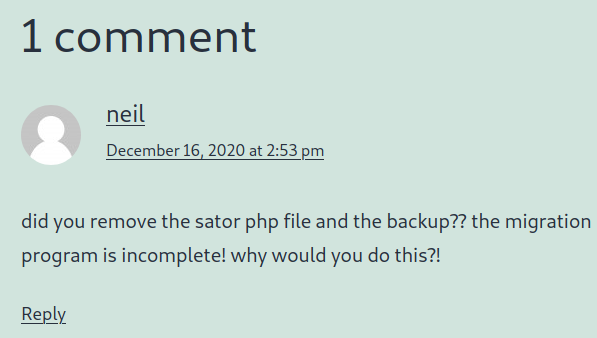 1 comment
neil
December 16, 2020 at 2:53 pm
did you remove the sator php file and the backup?? the migration
program is incomplete! why would you do this?!
Reply